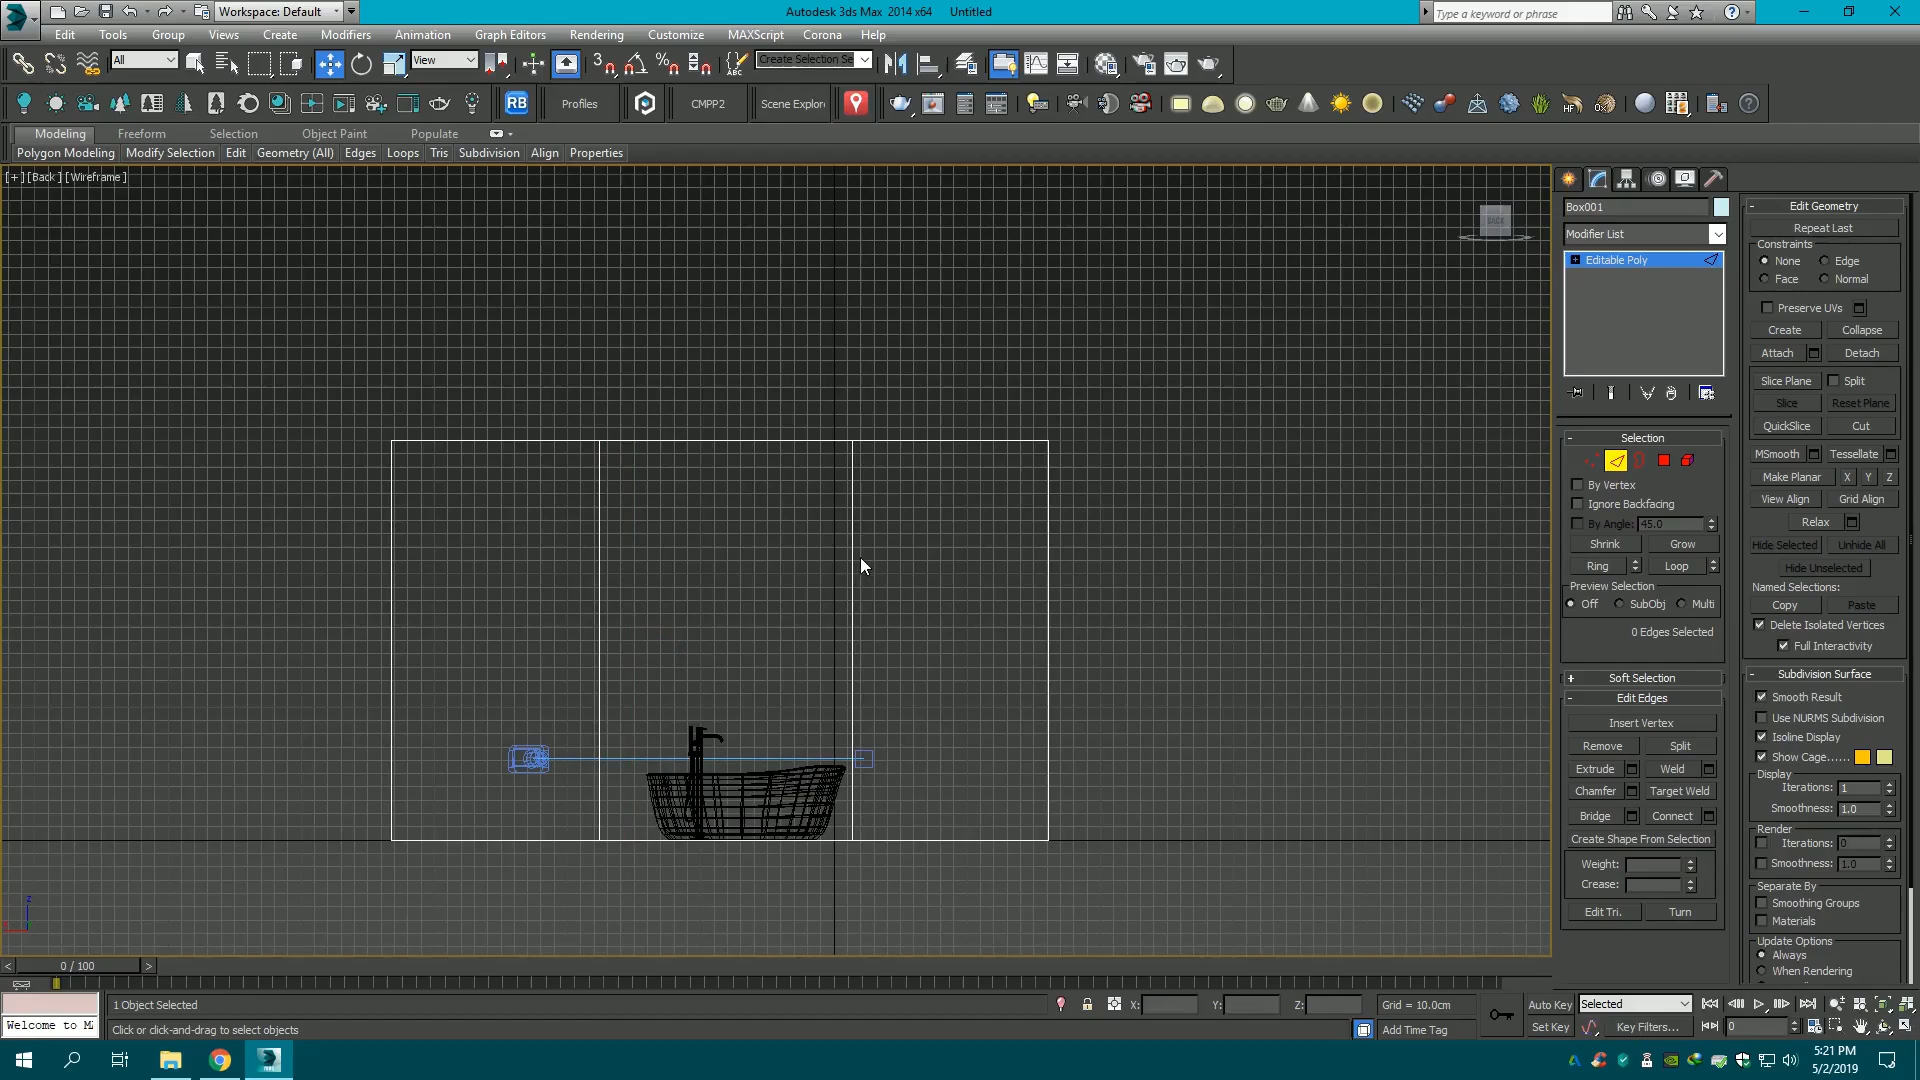 Workspace: Default
Autodesk 3ds Max 2014 x64 Untitled
Type a keyword or phrase
Edit Tools Group Views Create Modifiers Animation Graph Editors Rendering Customize MAXScript Corona Help
All View Create Selection Se
RB Profiles CMPP2 Scene Explor HF
Modeling Freeform Selection Object Paint Populate
Polygon Modeling Modify Selection Edit Geometry (All) Edges Loops Tris Subdivision Align Properties
[+] [Back] [Wireframe]
BACK
z
Box001
Modifier List
Editable Poly
Selection
By Vertex
Ignore Backfacing
By Angle: 45.0
Shrink Grow
Ring Loop
Preview Selection
Off SubObj Multi
0 Edges Selected
Soft Selection
Edit Edges
Insert Vertex
Remove Split
Extrude Weld
Chamfer Target Weld
Bridge Connect
Create Shape From Selection
Weight:
Crease:
Edit Tri. Turn
Edit Geometry
Repeat Last
Constraints
None Edge
Face Normal
Preserve UVs
Create Collapse
Attach Detach
Slice Plane Split
Slice Reset Plane
QuickSlice Cut
MSmooth Tessellate
Make Planar X Y Z
View Align Grid Align
Relax
Hide Selected Unhide All
Hide Unselected
Named Selections:
Copy Paste
Delete Isolated Vertices
Full Interactivity
Subdivision Surface
Smooth Result
Use NURMS Subdivision
Isoline Display
Show Cage......
Display
Iterations: 1
Smoothness: 1.0
Render
Iterations: 0
Smoothness: 1.0
Separate By
Smoothing Groups
Materials
Update Options
Always
When Rendering
< 0 / 100 >
1 Object Selected X: Y: Z: Grid = 10.0cm Auto Key Selected
Welcome to M Click or click-and-drag to select objects Add Time Tag Set Key Key Filters... 0
5:21 PM
5/2/2019